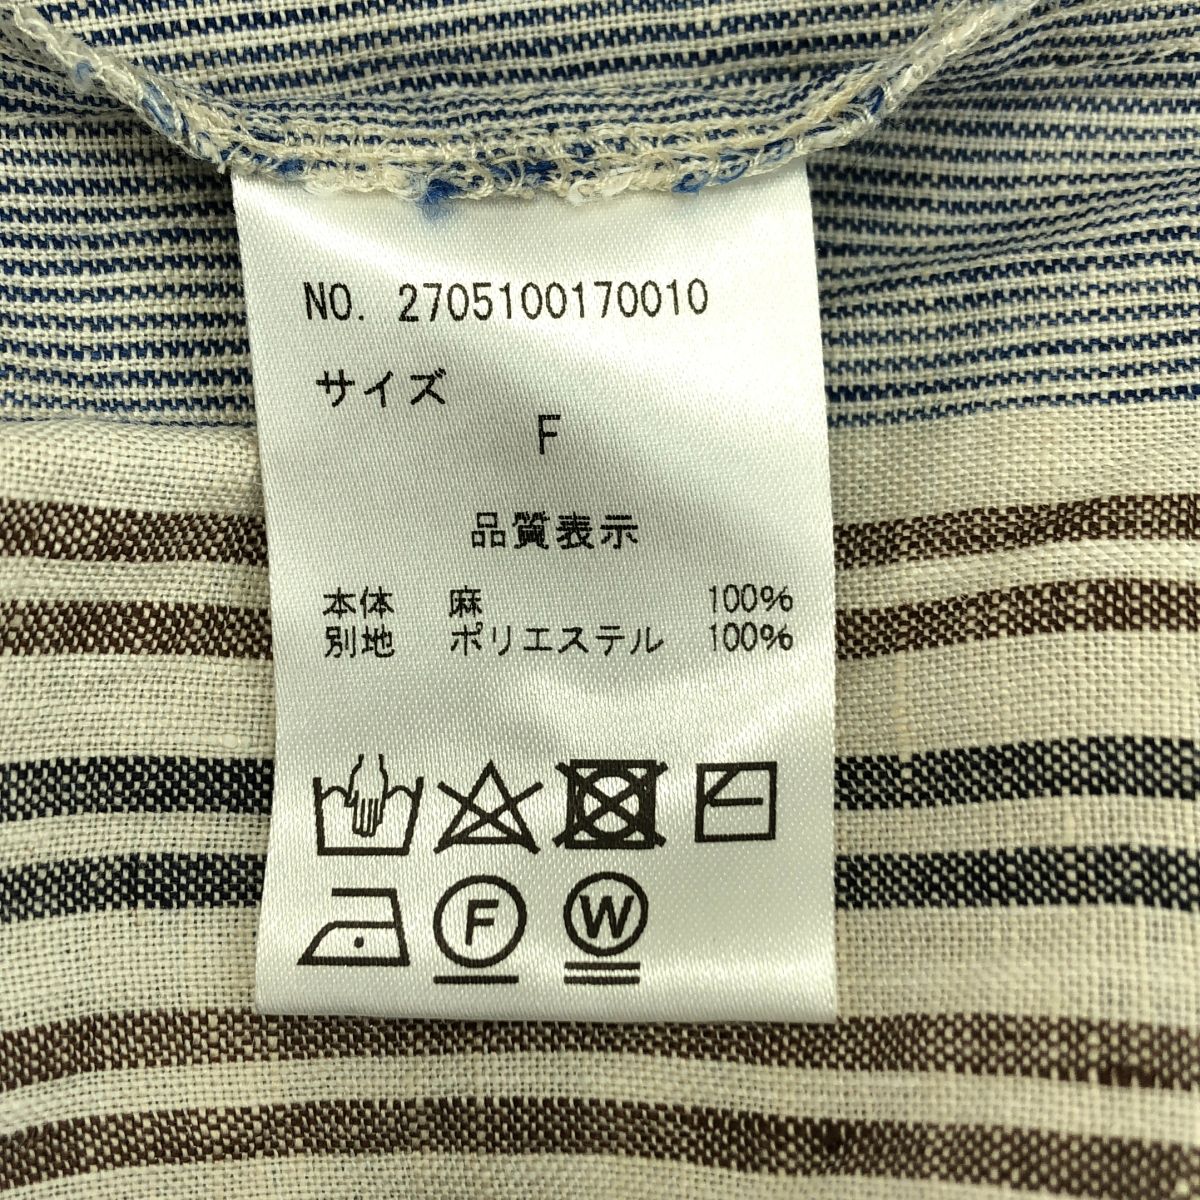 NO. 2705100170010
サイズ
F
品質表示
本体 麻 100%
別地 ポリエステル 100%
F W